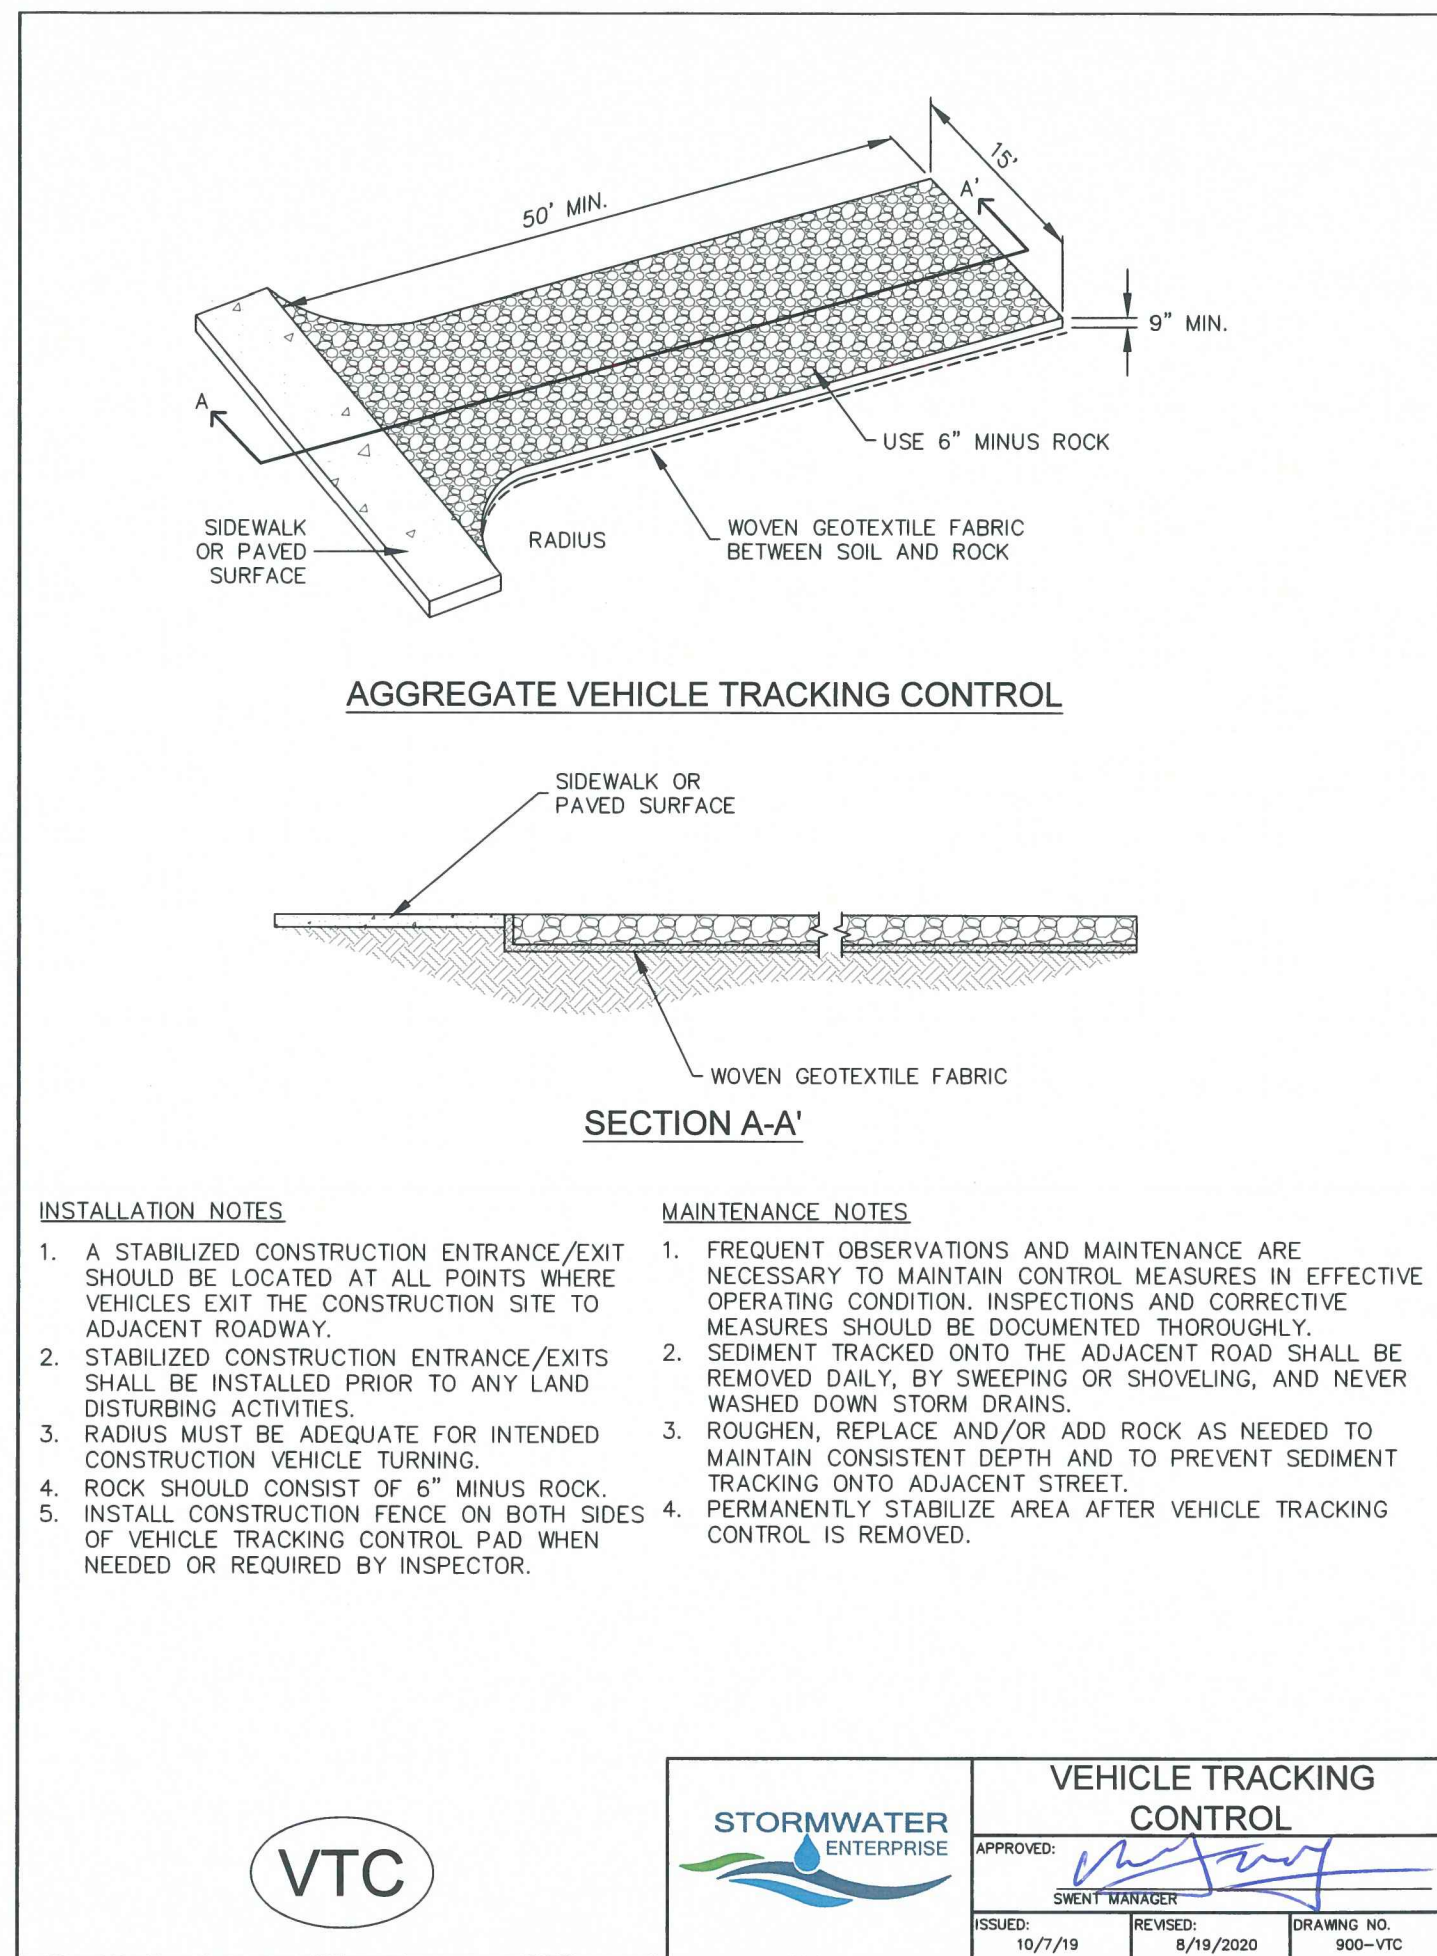 50' MIN.
15'
A'
9" MIN.
A
USE 6" MINUS ROCK
SIDEWALK
OR PAVED
SURFACE
RADIUS
WOVEN GEOTEXTILE FABRIC
BETWEEN SOIL AND ROCK
AGGREGATE VEHICLE TRACKING CONTROL
SIDEWALK OR
PAVED SURFACE
WOVEN GEOTEXTILE FABRIC
SECTION A-A'
INSTALLATION NOTES
1. A STABILIZED CONSTRUCTION ENTRANCE/EXIT
SHOULD BE LOCATED AT ALL POINTS WHERE
VEHICLES EXIT THE CONSTRUCTION SITE TO
ADJACENT ROADWAY.
2. STABILIZED CONSTRUCTION ENTRANCE/EXITS
SHALL BE INSTALLED PRIOR TO ANY LAND
DISTURBING ACTIVITIES.
3. RADIUS MUST BE ADEQUATE FOR INTENDED
CONSTRUCTION VEHICLE TURNING.
4. ROCK SHOULD CONSIST OF 6" MINUS ROCK.
5. INSTALL CONSTRUCTION FENCE ON BOTH SIDES
OF VEHICLE TRACKING CONTROL PAD WHEN
NEEDED OR REQUIRED BY INSPECTOR.
MAINTENANCE NOTES
1. FREQUENT OBSERVATIONS AND MAINTENANCE ARE
NECESSARY TO MAINTAIN CONTROL MEASURES IN EFFECTIVE
OPERATING CONDITION. INSPECTIONS AND CORRECTIVE
MEASURES SHOULD BE DOCUMENTED THOROUGHLY.
2. SEDIMENT TRACKED ONTO THE ADJACENT ROAD SHALL BE
REMOVED DAILY, BY SWEEPING OR SHOVELING, AND NEVER
WASHED DOWN STORM DRAINS.
3. ROUGHEN, REPLACE AND/OR ADD ROCK AS NEEDED TO
MAINTAIN CONSISTENT DEPTH AND TO PREVENT SEDIMENT
TRACKING ONTO ADJACENT STREET.
4. PERMANENTLY STABILIZE AREA AFTER VEHICLE TRACKING
CONTROL IS REMOVED.
VTC
STORMWATER
ENTERPRISE
VEHICLE TRACKING
CONTROL
APPROVED:
SWENT MANAGER
ISSUED:
10/7/19
REVISED:
8/19/2020
DRAWING NO.
900-VTC